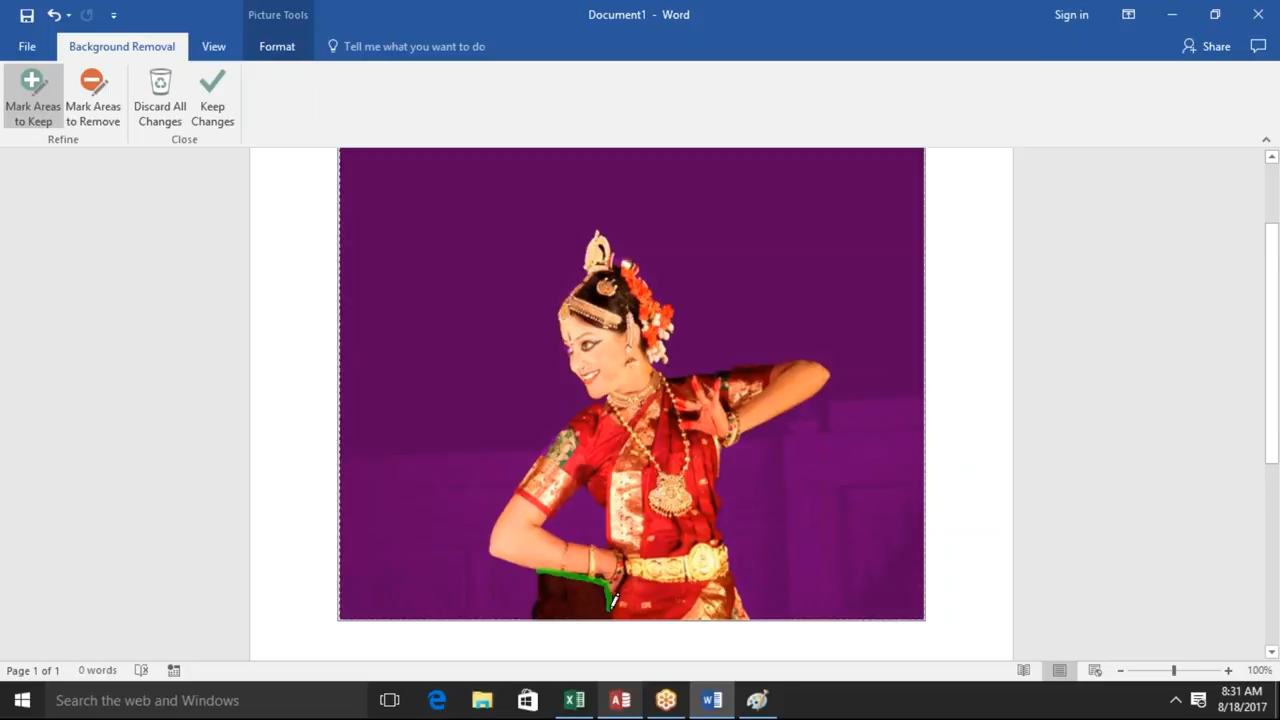 Picture Tools
Document1 - Word
Sign in
File
Background Removal
View
Format
Tell me what you want to do
Share
Mark Areas to Keep
Mark Areas to Remove
Discard All Changes
Keep Changes
Refine
Close
Page 1 of 1
0 words
100%
Search the web and Windows
8:31 AM
8/18/2017